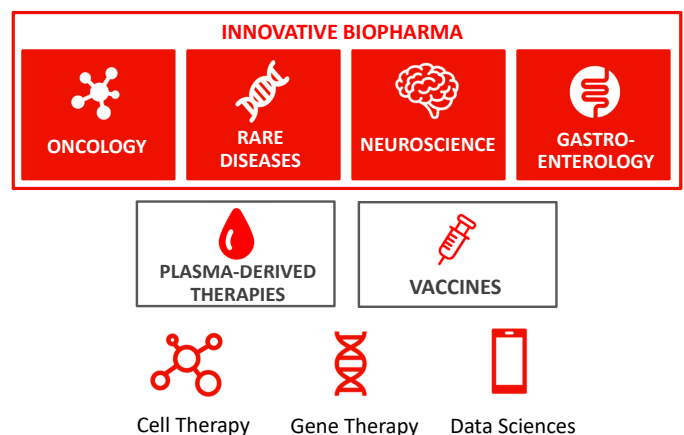 INNOVATIVE BIOPHARMA
ONCOLOGY
RARE
DISEASES
NEUROSCIENCE
GASTRO-
ENTEROLOGY
PLASMA-DERIVED
THERAPIES
VACCINES
Cell Therapy
Gene Therapy
Data Sciences